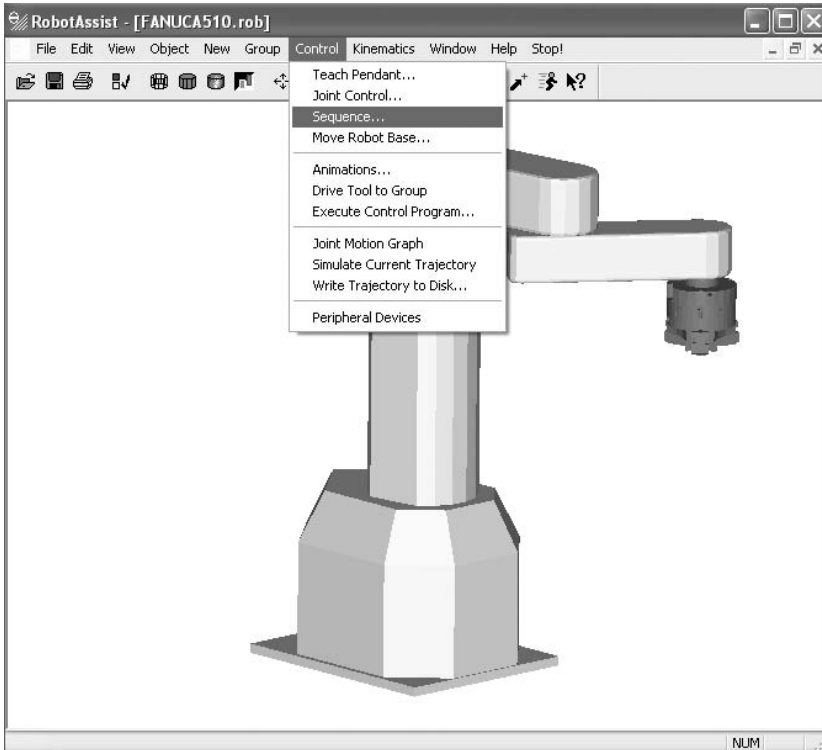 RobotAssist - [FANUCA510.rob]
File Edit View Object New Group Control Kinematics Window Help Stop!
Teach Pendant...
Joint Control...
Sequence...
Move Robot Base...
Animations...
Drive Tool to Group
Execute Control Program...
Joint Motion Graph
Simulate Current Trajectory
Write Trajectory to Disk...
Peripheral Devices
NUM